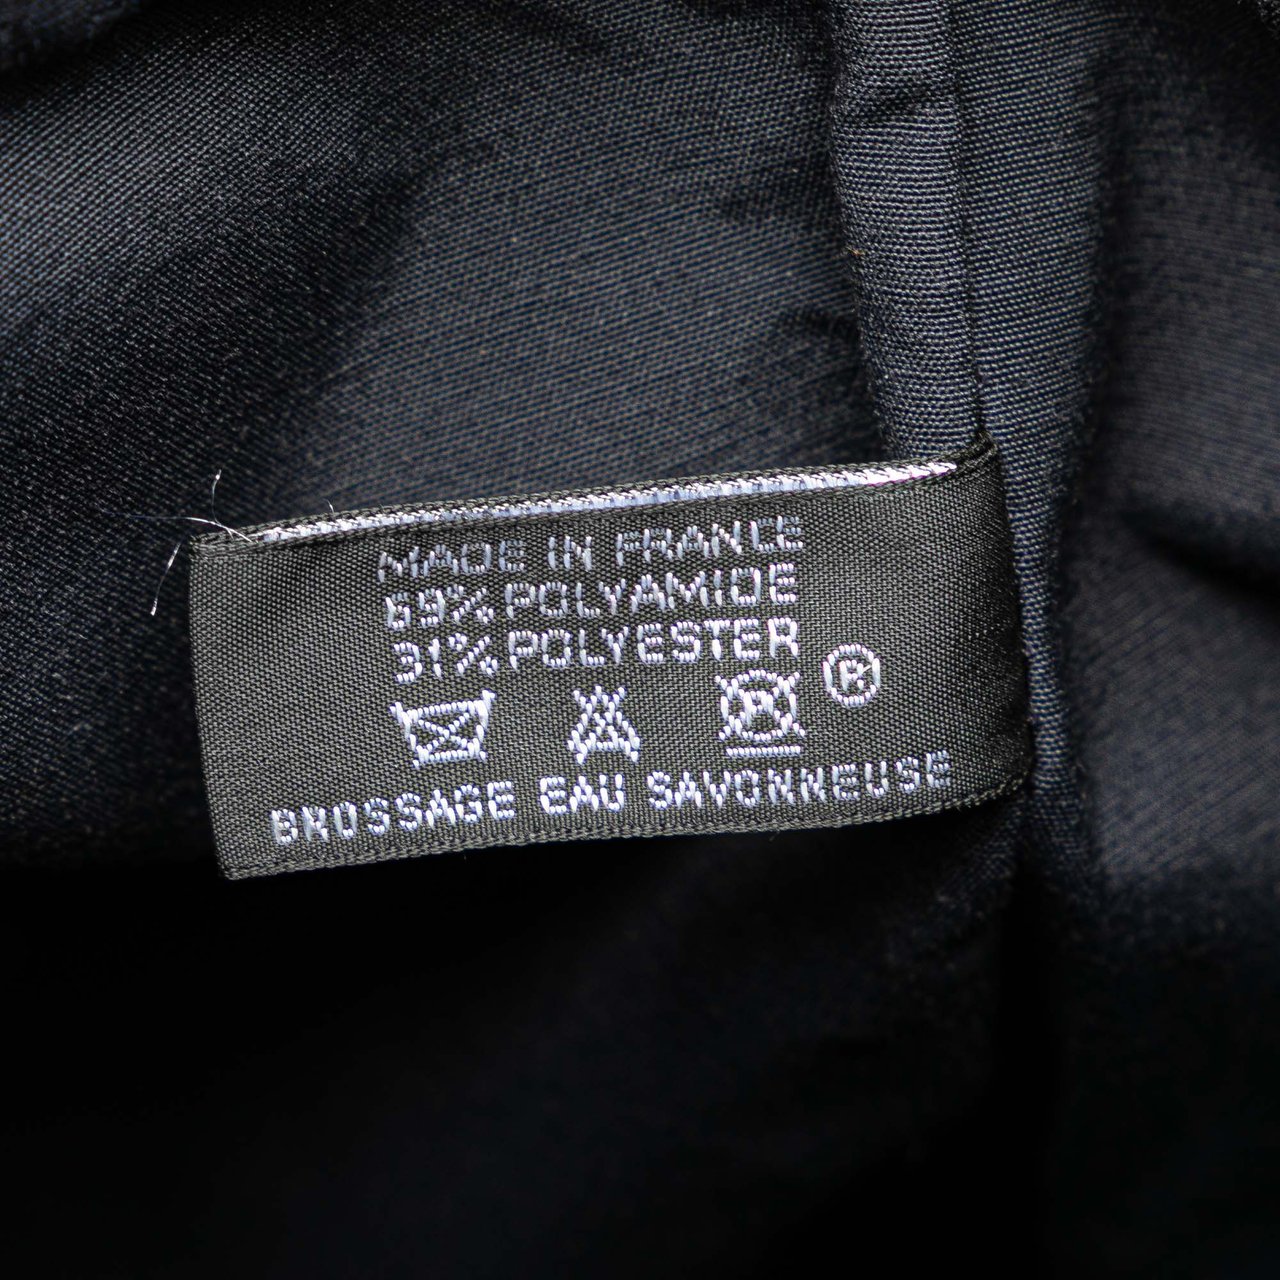 MADE IN FRANCE
69% POLYAMIDE
31% POLYESTER
®
BROSSAGE EAU SAVONNEUSE